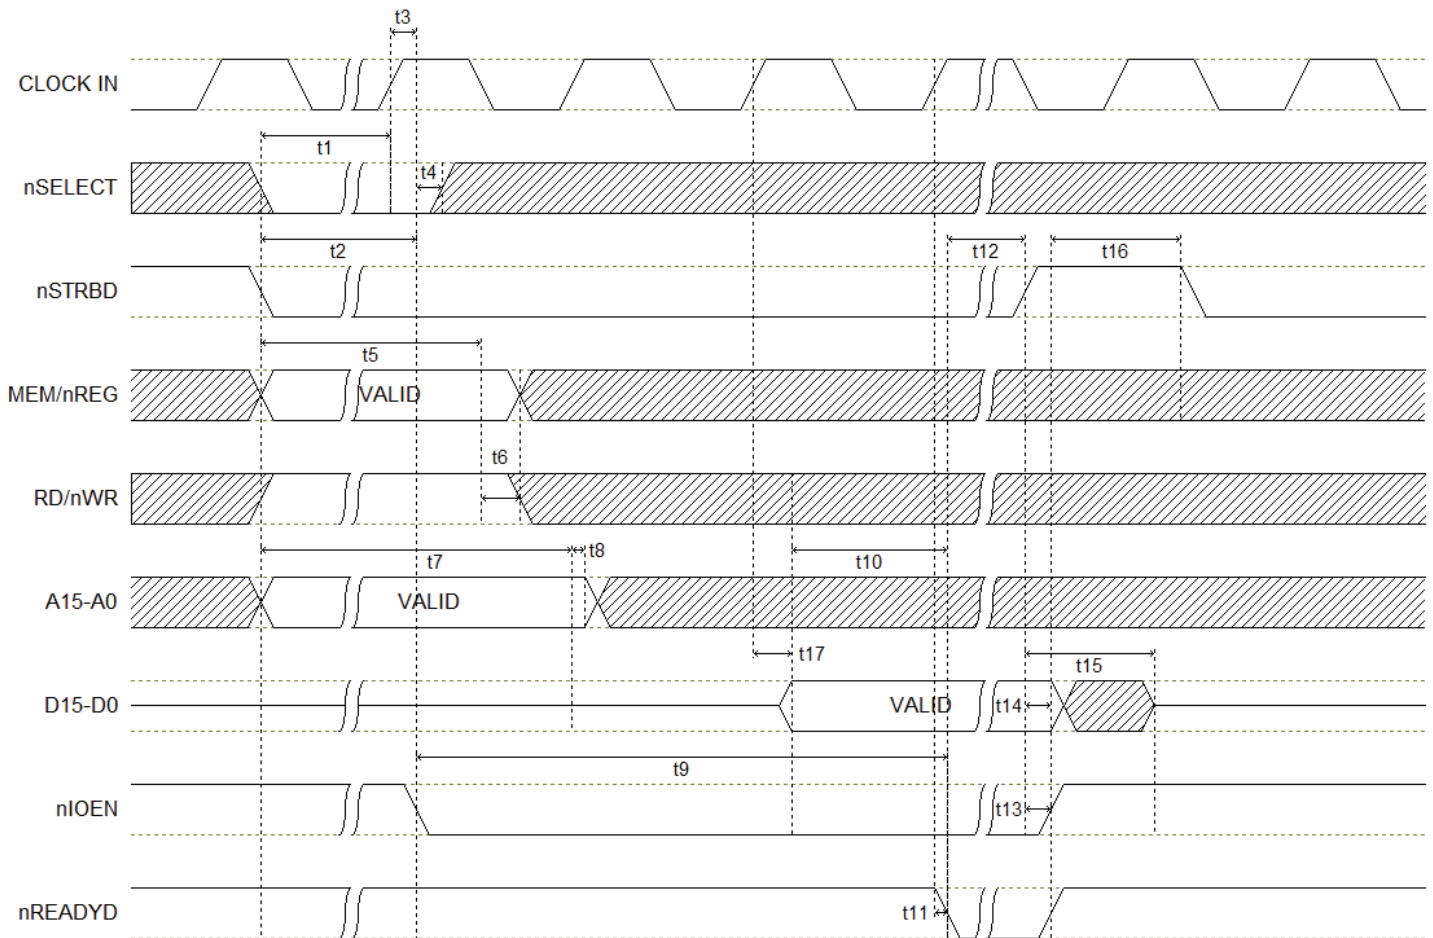 t3
CLOCK IN
t1
nSELECT
t4
t2
t12
t16
nSTRBD
t5
MEM/nREG
VALID
t6
RD/nWR
t7
t8
t10
A15-A0
VALID
t17
t15
D15-D0
VALID
t14
t9
nIOEN
t13
nREADYD
t11